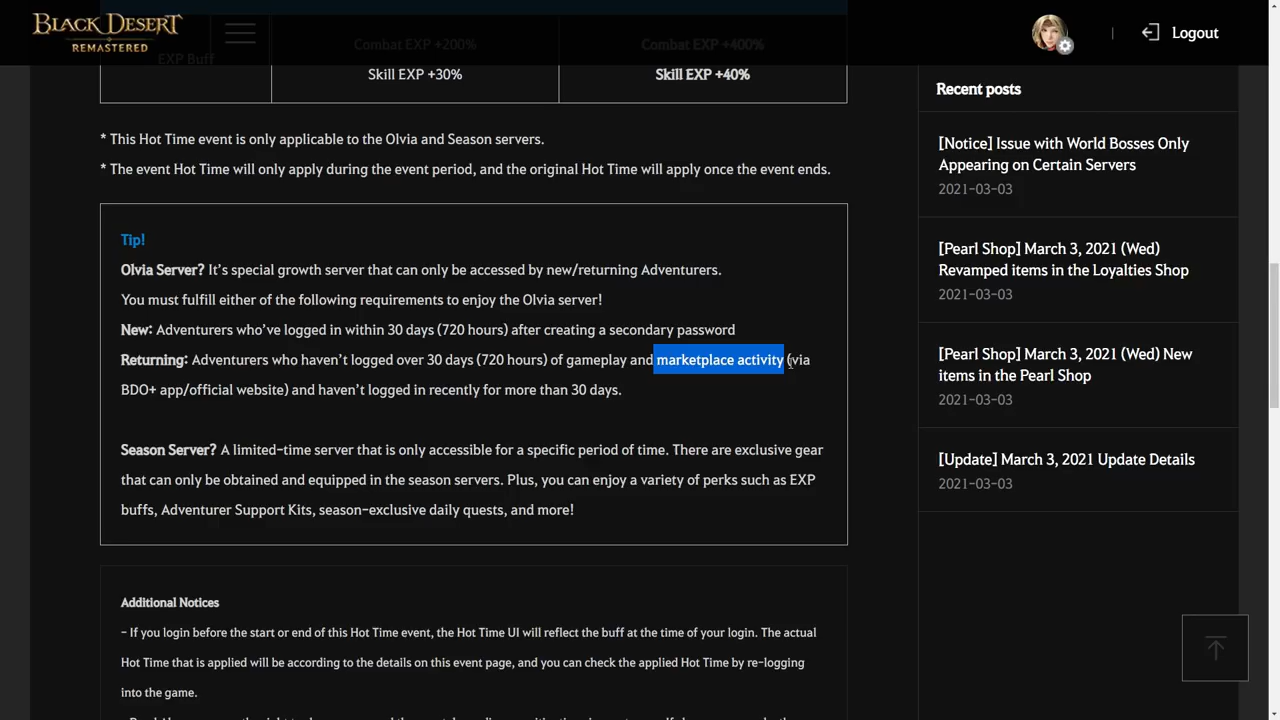 BLACK DESERT
REMASTERED
Logout
EXP Buff
Combat EXP +200%
Combat EXP +400%
Skill EXP +30%
Skill EXP +40%
* This Hot Time event is only applicable to the Olvia and Season servers.
* The event Hot Time will only apply during the event period, and the original Hot Time will apply once the event ends.
Tip!
Olvia Server? It's special growth server that can only be accessed by new/returning Adventurers.
You must fulfill either of the following requirements to enjoy the Olvia server!
New: Adventurers who've logged in within 30 days (720 hours) after creating a secondary password
Returning: Adventurers who haven't logged over 30 days (720 hours) of gameplay and marketplace activity (via
BDO+ app/official website) and haven't logged in recently for more than 30 days.
Season Server? A limited-time server that is only accessible for a specific period of time. There are exclusive gear
that can only be obtained and equipped in the season servers. Plus, you can enjoy a variety of perks such as EXP
buffs, Adventurer Support Kits, season-exclusive daily quests, and more!
Additional Notices
- If you login before the start or end of this Hot Time event, the Hot Time UI will reflect the buff at the time of your login. The actual
Hot Time that is applied will be according to the details on this event page, and you can check the applied Hot Time by re-logging
into the game.
Recent posts
[Notice] Issue with World Bosses Only
Appearing on Certain Servers
2021-03-03
[Pearl Shop] March 3, 2021 (Wed)
Revamped items in the Loyalties Shop
2021-03-03
[Pearl Shop] March 3, 2021 (Wed) New
items in the Pearl Shop
2021-03-03
[Update] March 3, 2021 Update Details
2021-03-03